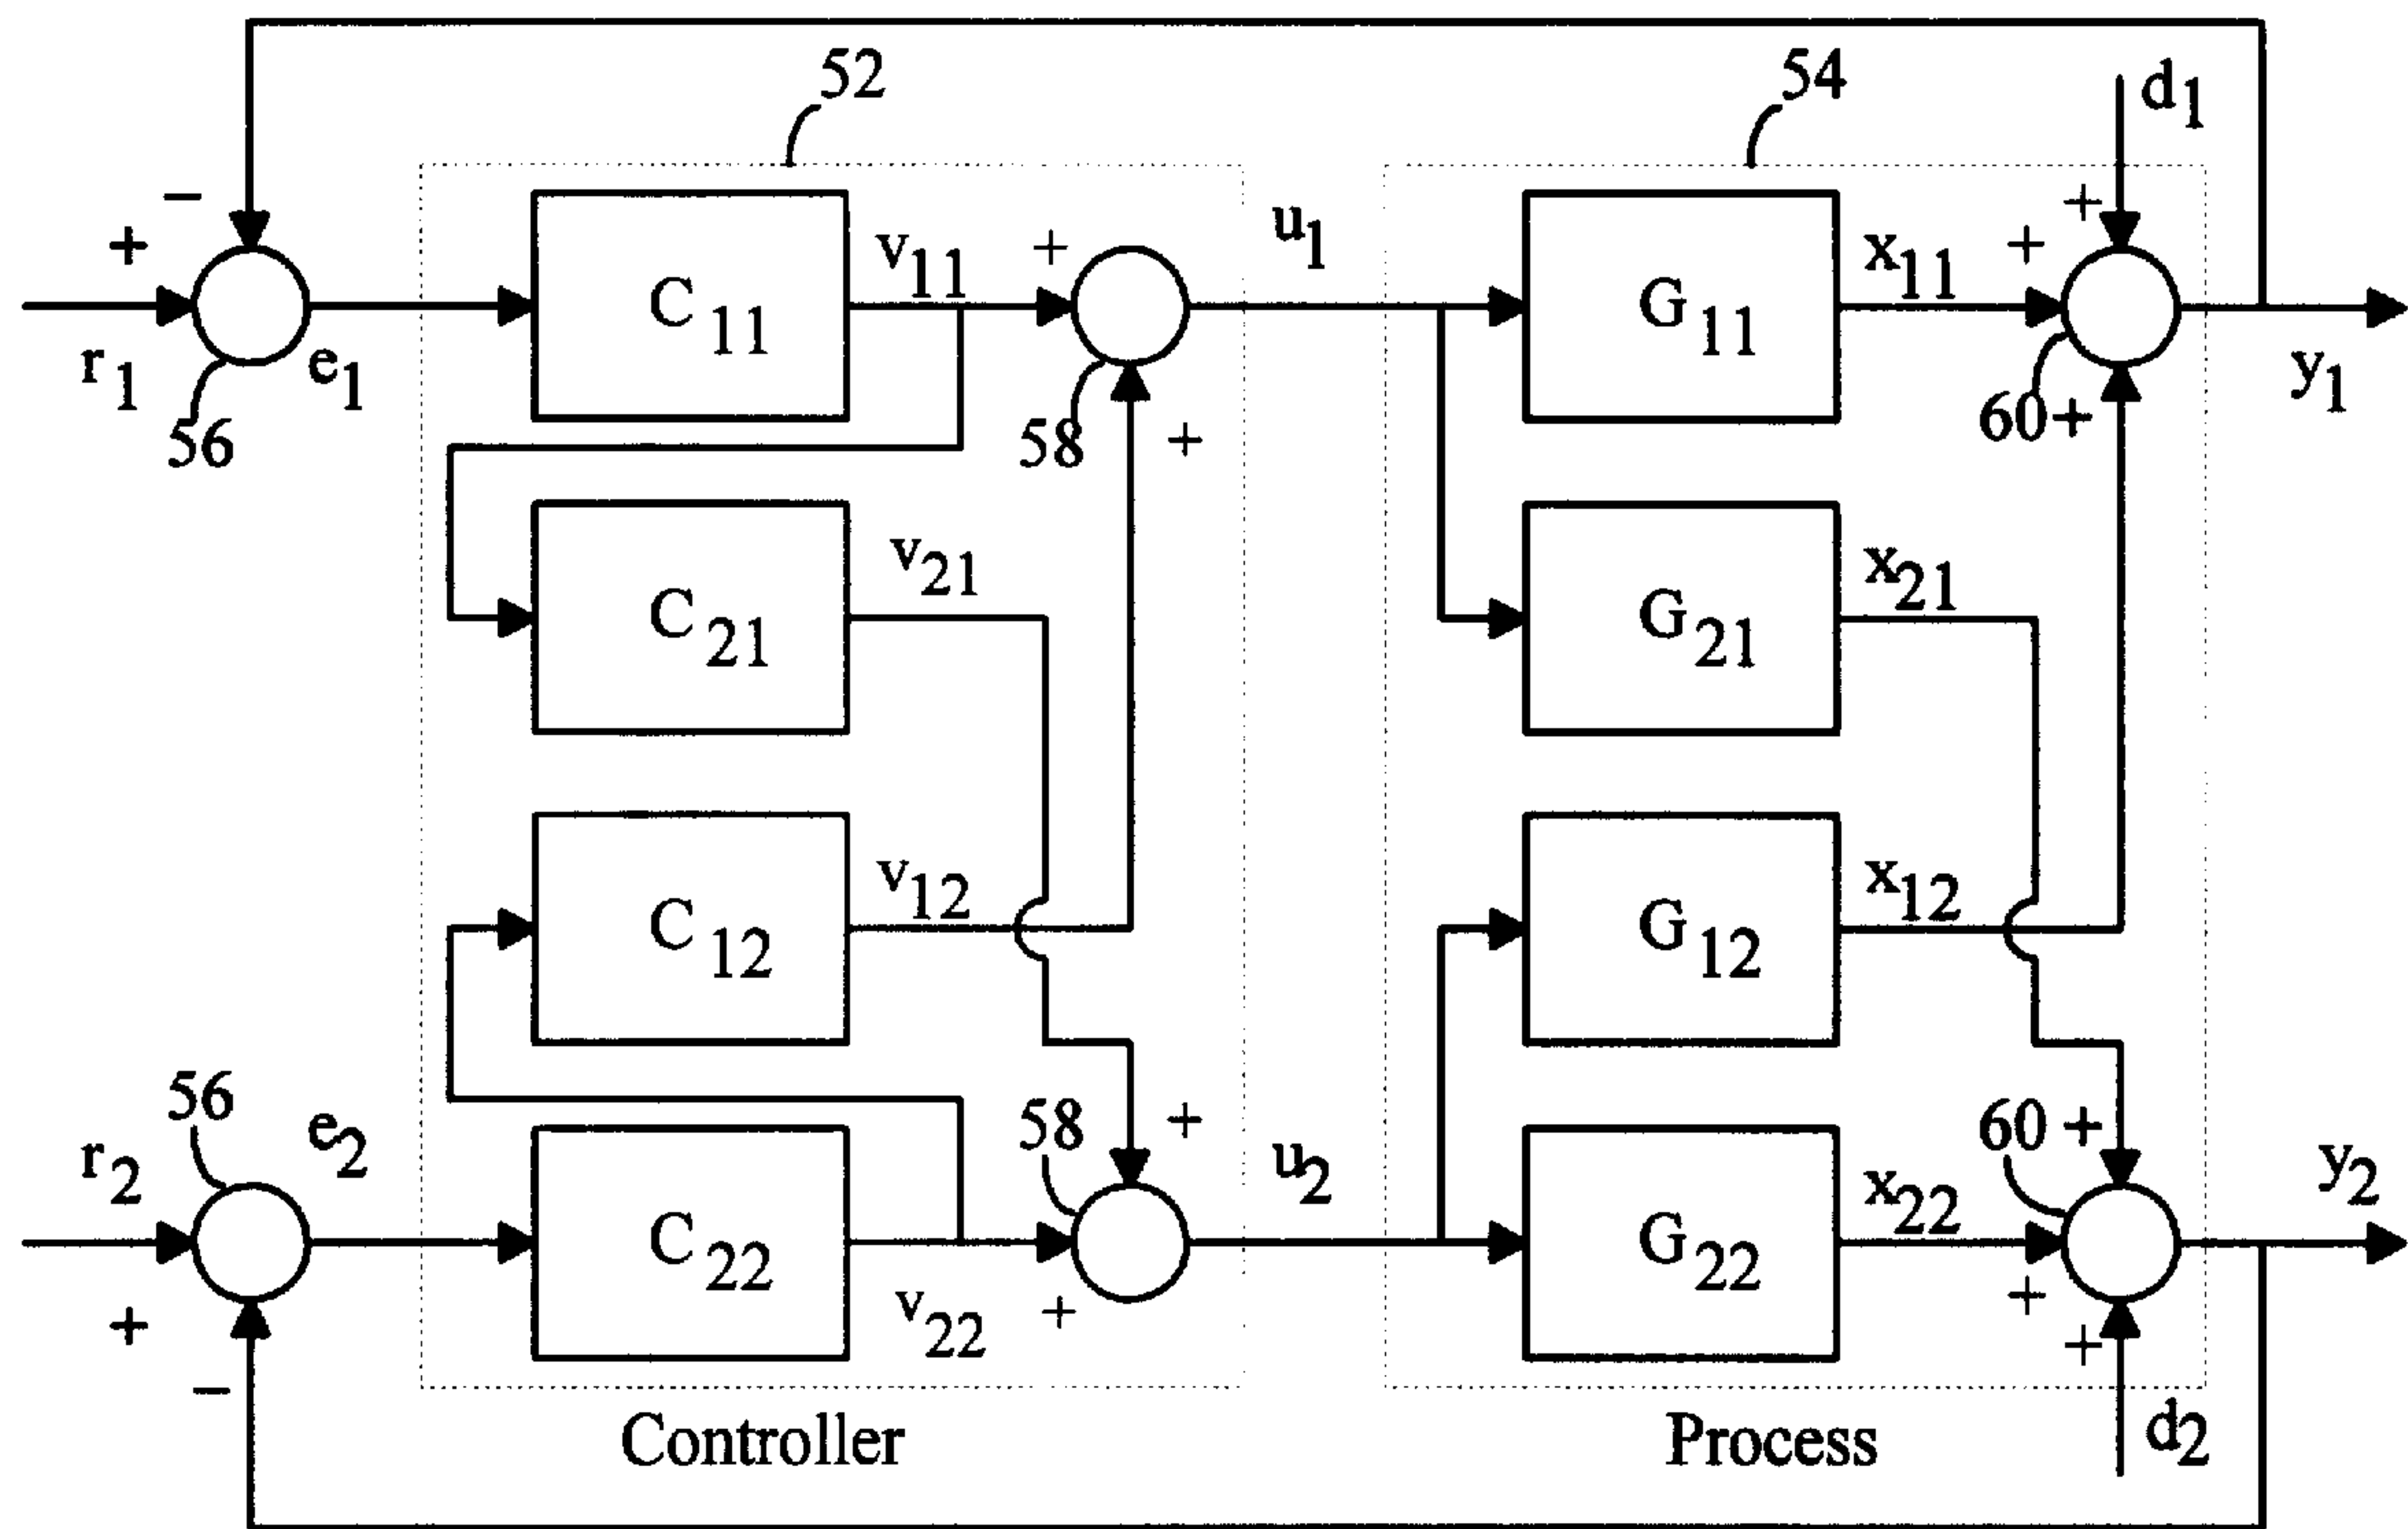 52
54
d1
−
+
+
r1
e1
56
C11
v11
+
58
+
u1
G11
x11
+
60+
y1
C21
v21
G21
x21
C12
v12
G12
x12
56
r2
e2
+
−
C22
v22
58
+
+
u2
G22
x22
60 +
+
+
y2
d2
Controller
Process